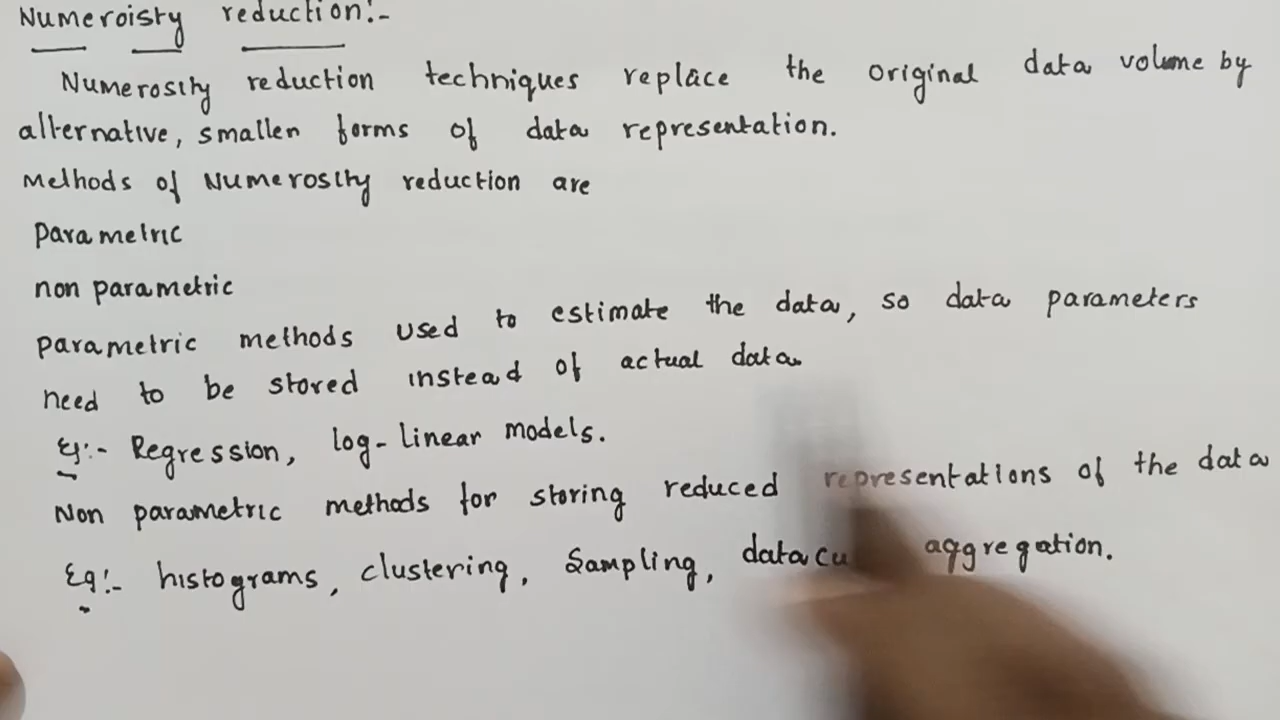 Numeroisty reduction:-
Numerosity reduction techniques replace the original data volume by
alternative, smaller forms of data representation.
Methods of Numerosity reduction are
parametric
non parametric
parametric methods used to estimate the data, so data parameters
need to be stored instead of actual data
Eg:- Regression, log-linear models.
Non parametric methods for storing reduced representations of the data
Eg:- histograms, clustering, Sampling, data aggregation.